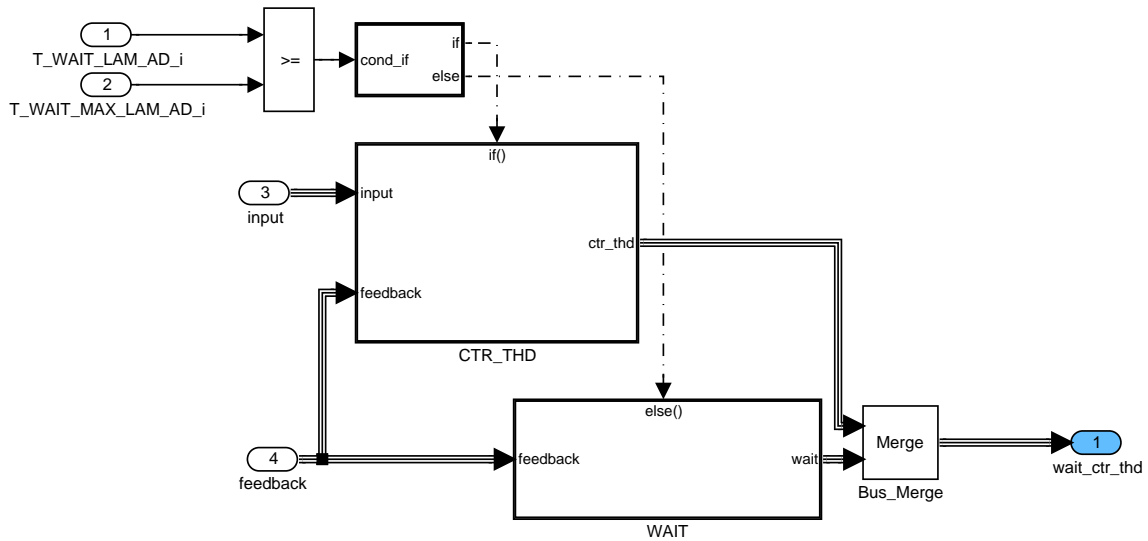 1
T_WAIT_LAM_AD_i
2
T_WAIT_MAX_LAM_AD_i
>=
cond_if
if
else
if()
3
input
input
ctr_thd
feedback
CTR_THD
else()
4
feedback
feedback
wait
WAIT
Merge
Bus_Merge
1
wait_ctr_thd